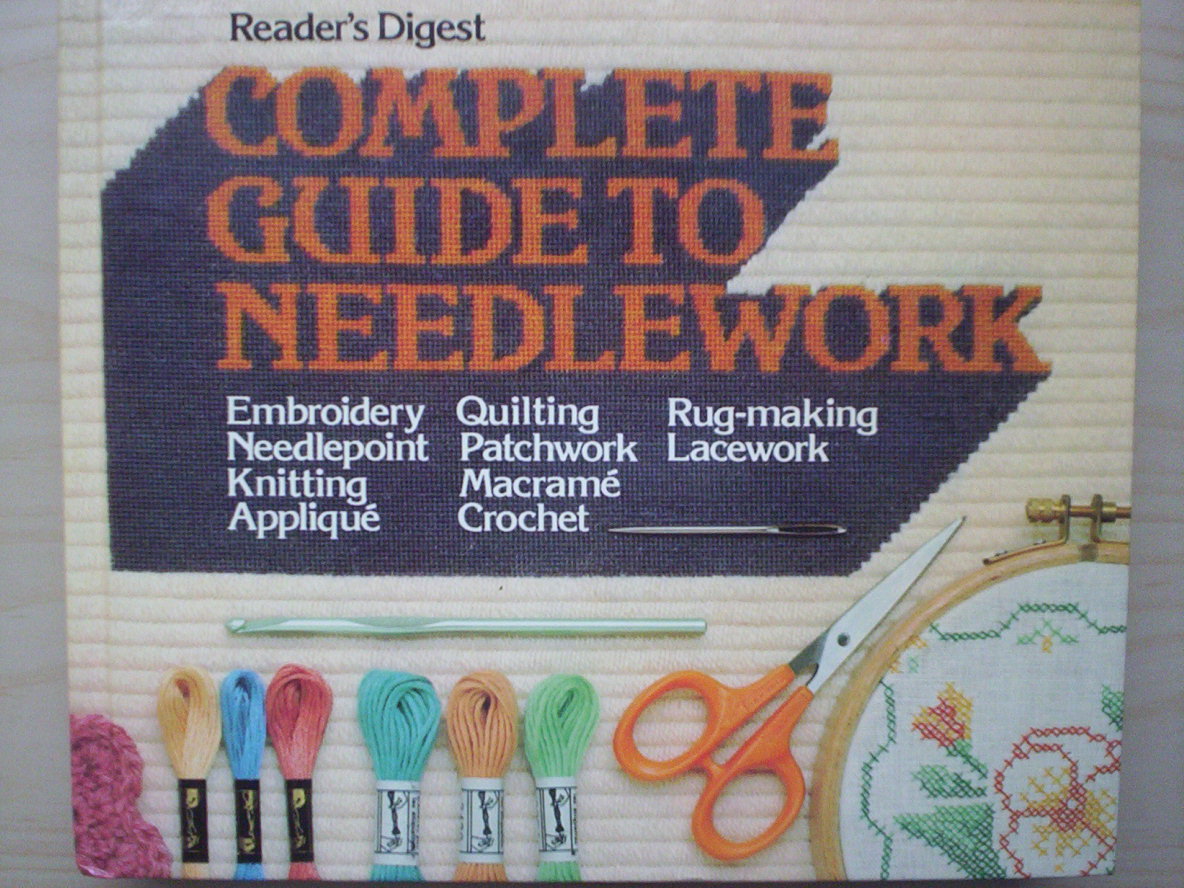 Reader's Digest
COMPLETE
GUIDE TO
NEEDLEWORK
Embroidery
Needlepoint
Knitting
Appliqué
Quilting
Patchwork
Macramé
Crochet
Rug-making
Lacework